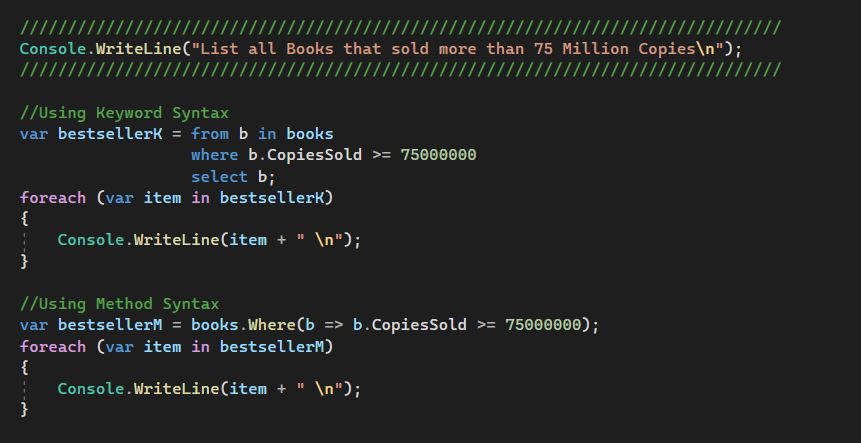 ////////////////////////////////////////////////////////////////////////////////
Console.WriteLine("List all Books that sold more than 75 Million Copies\n");
////////////////////////////////////////////////////////////////////////////////
//Using Keyword Syntax
var bestsellerK = from b in books
                  where b.CopiesSold >= 75000000
                  select b;
foreach (var item in bestsellerK)
{
    Console.WriteLine(item + " \n");
}
//Using Method Syntax
var bestsellerM = books.Where(b => b.CopiesSold >= 75000000);
foreach (var item in bestsellerM)
{
    Console.WriteLine(item + " \n");
}